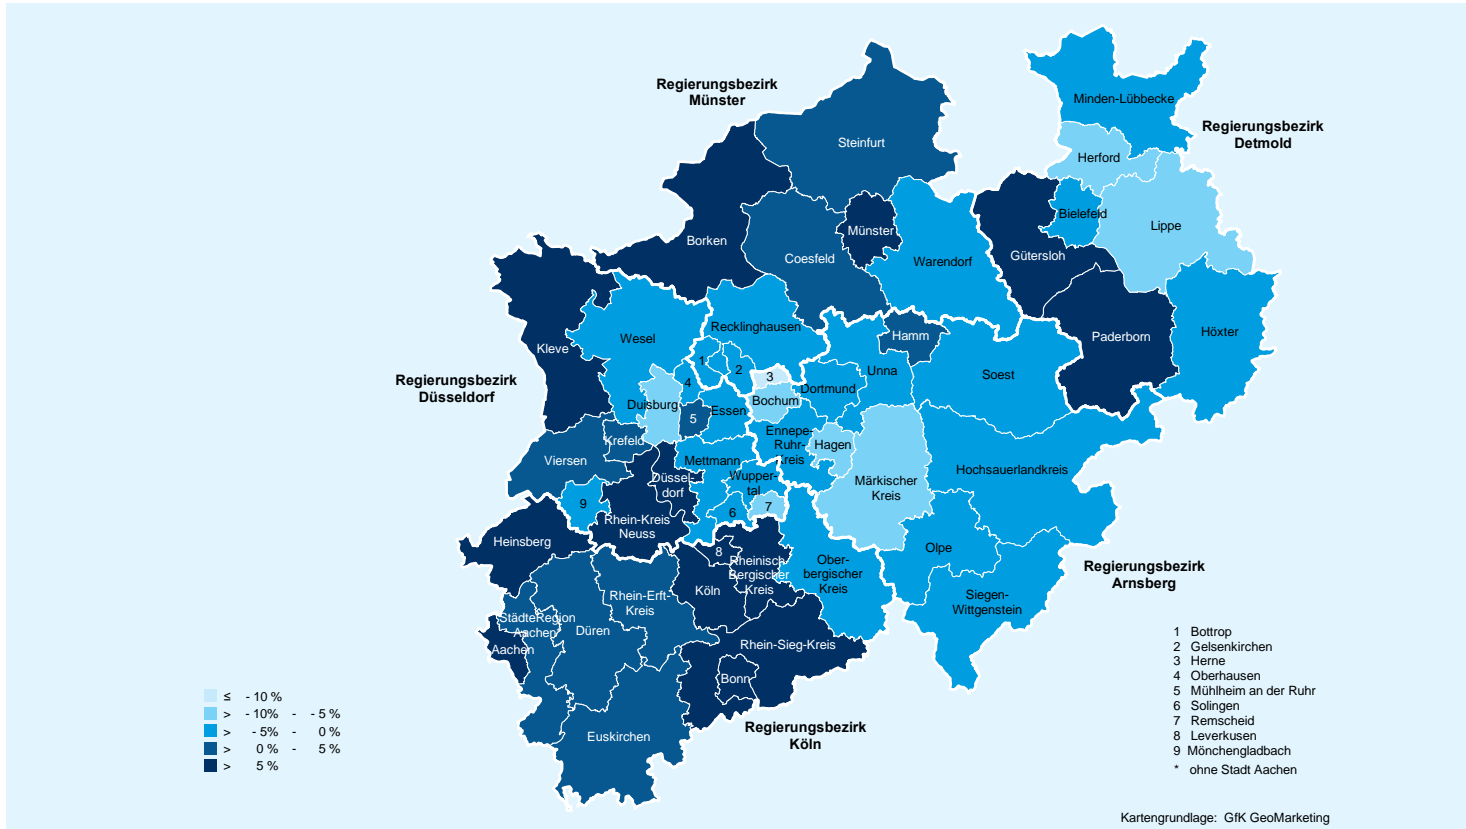 Regierungsbezirk
Münster
Minden-Lübbecke
Regierungsbezirk
Detmold
Steinfurt
Herford
Bielefeld
Lippe
Münster
Borken
Coesfeld
Warendorf
Gütersloh
Recklinghausen
Wesel
Kleve
Hamm
Paderborn
Höxter
1
2
3
4
Unna
Soest
Regierungsbezirk
Düsseldorf
Dortmund
Bochum
Duisburg
Essen
5
Krefeld
Ennepe-
Ruhr-
Kreis
Hagen
Viersen
Mettmann
Hochsauerlandkreis
Düssel-
dorf
Wupper-
tal
Märkischer
Kreis
9
6
7
Rhein-Kreis
Neuss
Heinsberg
8
Rheinisch-
Bergischer
Kreis
Ober-
bergischer
Kreis
Olpe
Regierungsbezirk
Arnsberg
Köln
Rhein-Erft-
Kreis
Siegen-
Wittgenstein
StädteRegion
Aachen*
Düren
Aachen
Rhein-Sieg-Kreis
Bonn
Regierungsbezirk
Köln
Euskirchen
≤ - 10 %
> - 10% - - 5 %
> - 5% - 0 %
> 0 % - 5 %
> 5 %
1 Bottrop
2 Gelsenkirchen
3 Herne
4 Oberhausen
5 Mühlheim an der Ruhr
6 Solingen
7 Remscheid
8 Leverkusen
9 Mönchengladbach
* ohne Stadt Aachen
Kartengrundlage: GfK GeoMarketing